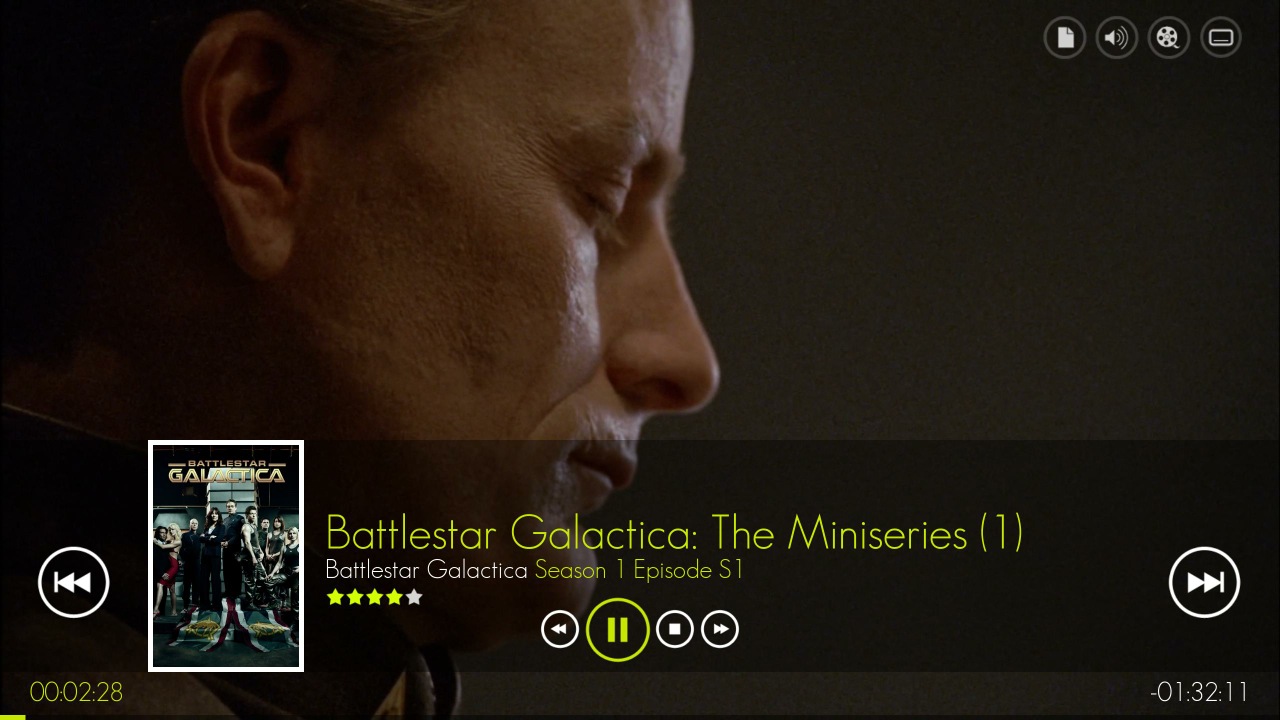 BATTLESTAR
GALACTICA
Battlestar Galactica: The Miniseries (1)
Battlestar Galactica Season 1 Episode S1
00:02:28
-01:32:11